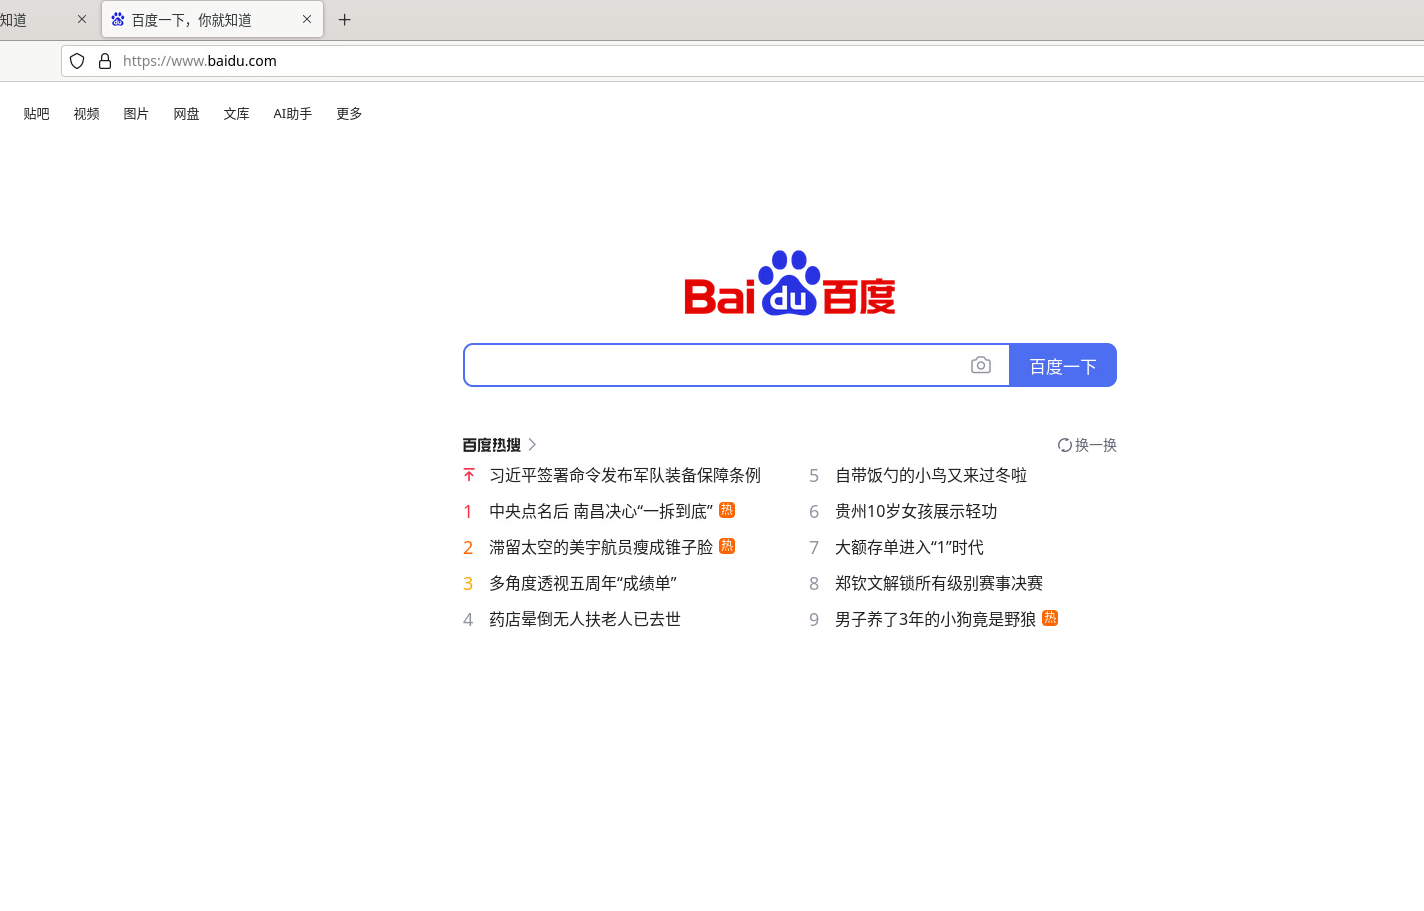 知道
百度一下，你就知道
https://www.baidu.com
贴吧 视频 图片 网盘 文库 AI助手 更多
Bai du 百度
百度一下
百度热搜
换一换
习近平签署命令发布军队装备保障条例
1 中央点名后 南昌决心“一拆到底” 热
2 滞留太空的美宇航员瘦成锥子脸 热
3 多角度透视五周年“成绩单”
4 药店晕倒无人扶老人已去世
5 自带饭勺的小鸟又来过冬啦
6 贵州10岁女孩展示轻功
7 大额存单进入“1”时代
8 郑钦文解锁所有级别赛事决赛
9 男子养了3年的小狗竟是野狼 热